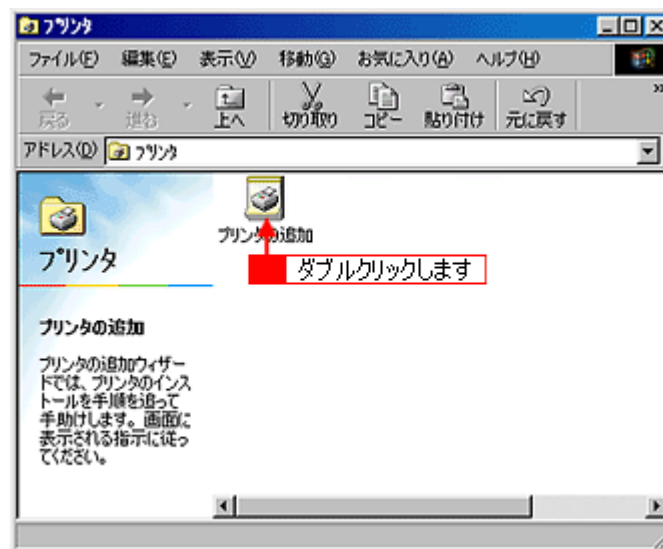 プリンタ
ファイル(F) 編集(E) 表示(V) 移動(G) お気に入り(A) ヘルプ(H)
戻る 進む 上へ 切り取り コピー 貼り付け 元に戻す
アドレス(D) プリンタ
プリンタの追加
ダブルクリックします
プリンタ
プリンタの追加
プリンタの追加ウィザー
ドでは、プリンタのインス
トールを手順を追って
手助けします。画面に
表示される指示に従っ
てください。